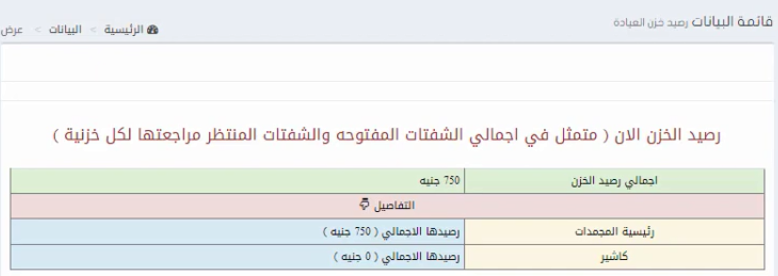 قائمة البيانات رصيد خزن العيادة
الرئيسية > البيانات > عرض
رصيد الخزن الان ( متمثل في اجمالي الشفتات المفتوحه والشفتات المنتظر مراجعتها لكل خزنية )
اجمالي رصيد الخزن 750 جنيه
التفاصيل
رئيسية المجمدات رصيدها الاجمالي ( 750 جنيه )
كاشير رصيدها الاجمالي ( 0 جنيه )